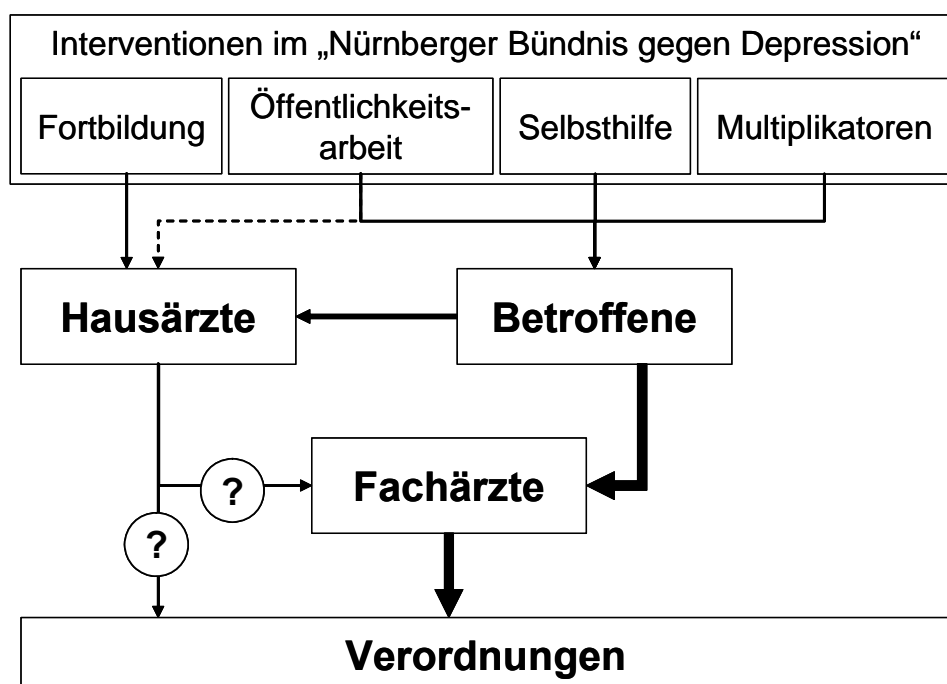 Interventionen im „Nürnberger Bündnis gegen Depression“
Fortbildung
Öffentlichkeits-
arbeit
Selbsthilfe
Multiplikatoren
Hausärzte
Betroffene
?
Fachärzte
?
Verordnungen